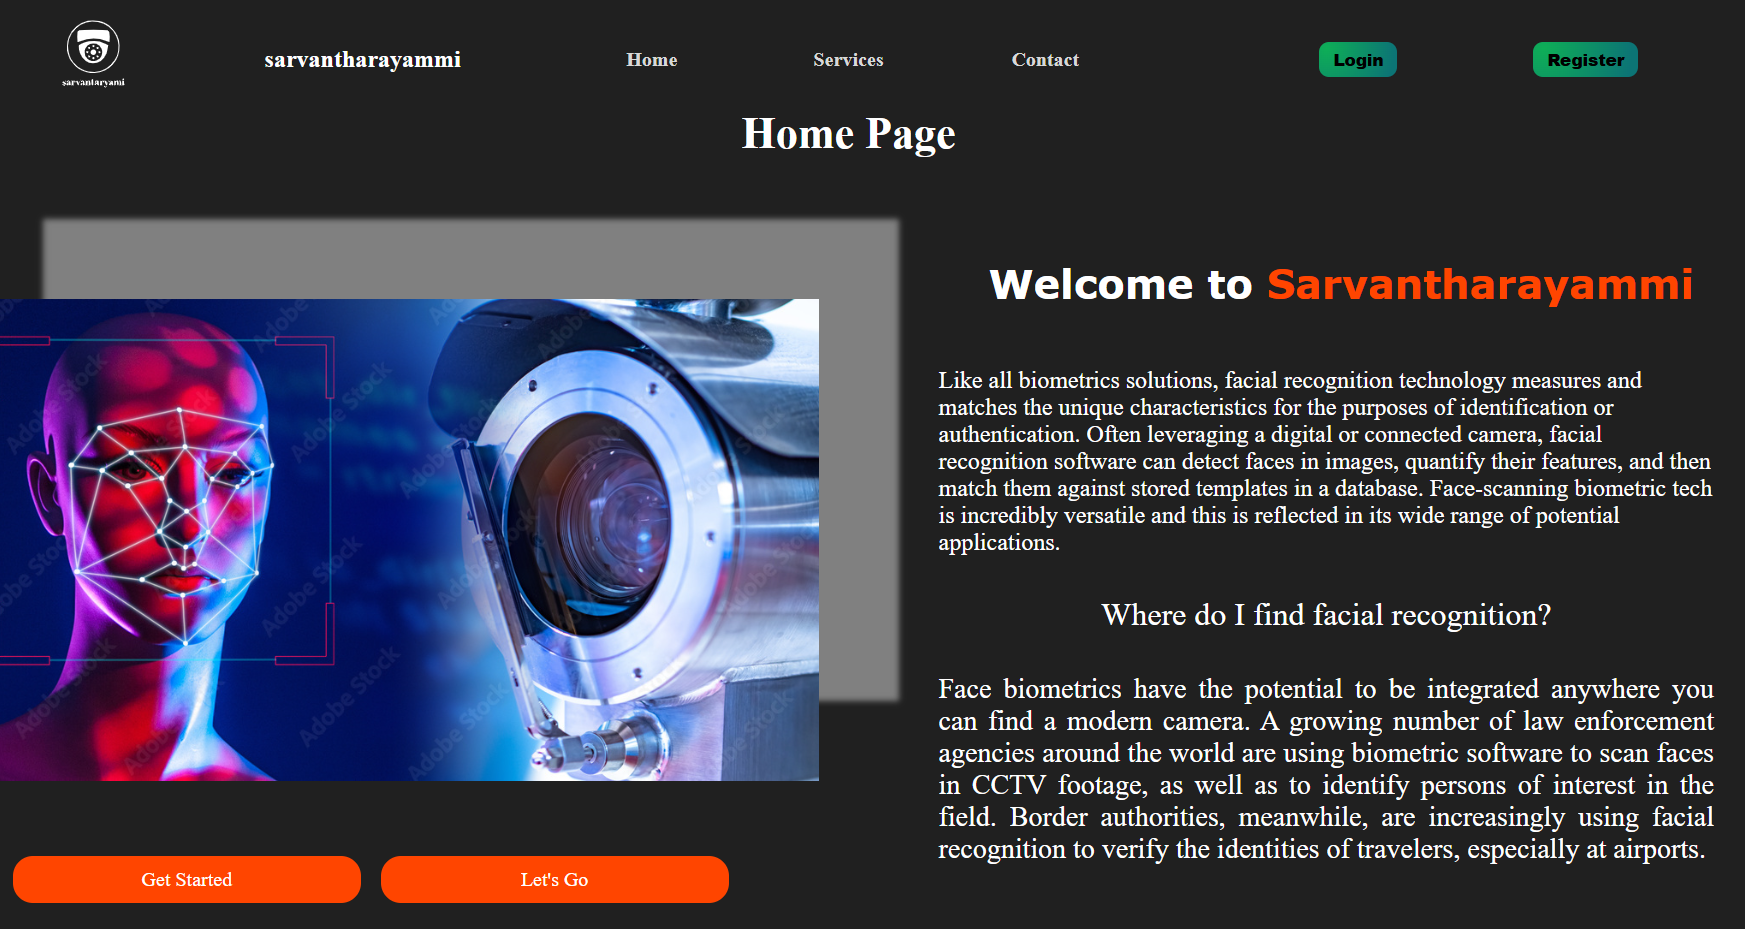 sarvantaryami
sarvantharayammi
Home
Services
Contact
Login
Register
Home Page
Welcome to Sarvantharayammi
Like all biometrics solutions, facial recognition technology measures and
matches the unique characteristics for the purposes of identification or
authentication. Often leveraging a digital or connected camera, facial
recognition software can detect faces in images, quantify their features, and then
match them against stored templates in a database. Face-scanning biometric tech
is incredibly versatile and this is reflected in its wide range of potential
applications.
Where do I find facial recognition?
Face biometrics have the potential to be integrated anywhere you
can find a modern camera. A growing number of law enforcement
agencies around the world are using biometric software to scan faces
in CCTV footage, as well as to identify persons of interest in the
field. Border authorities, meanwhile, are increasingly using facial
recognition to verify the identities of travelers, especially at airports.
Adobe Stock
Get Started
Let's Go